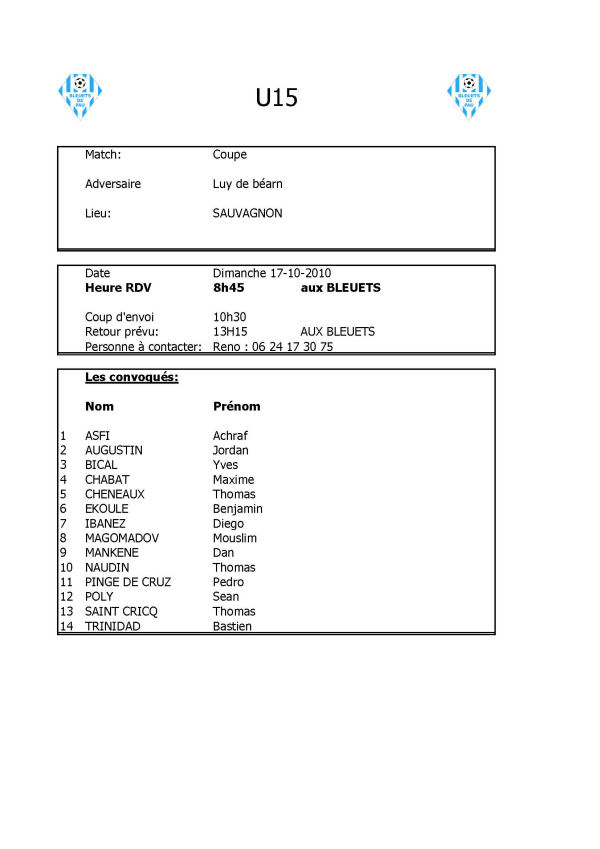 BLEUETS
DE
PAU
U15
BLEUETS
DE
PAU
Match: Coupe
Adversaire Luy de béarn
Lieu: SAUVAGNON
Date Dimanche 17-10-2010
Heure RDV 8h45 aux BLEUETS
Coup d'envoi 10h30
Retour prévu: 13H15 AUX BLEUETS
Personne à contacter: Reno : 06 24 17 30 75
Les convoqués:
Nom Prénom
1 ASFI Achraf
2 AUGUSTIN Jordan
3 BICAL Yves
4 CHABAT Maxime
5 CHENEAUX Thomas
6 EKOULE Benjamin
7 IBANEZ Diego
8 MAGOMADOV Mouslim
9 MANKENE Dan
10 NAUDIN Thomas
11 PINGE DE CRUZ Pedro
12 POLY Sean
13 SAINT CRICQ Thomas
14 TRINIDAD Bastien